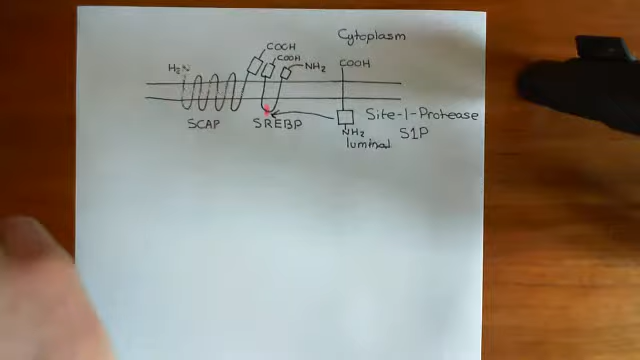 Cytoplasm
COOH
COOH
NH₂
COOH
H₂N
SCAP
SREBP
Site-1-Protease
S1P
NH₂
luminal